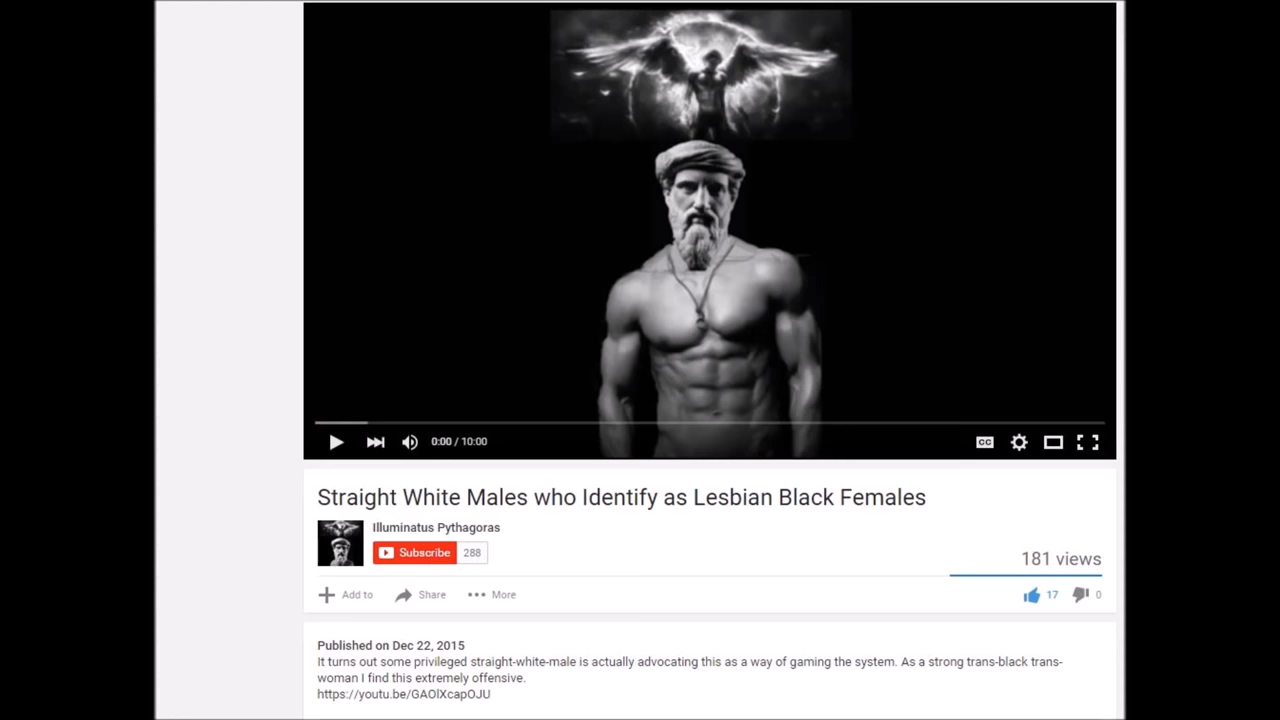 0:00 / 10:00
CC
Straight White Males who Identify as Lesbian Black Females
Illuminatus Pythagoras
Subscribe 288
181 views
Add to Share More 17 0
Published on Dec 22, 2015
It turns out some privileged straight-white-male is actually advocating this as a way of gaming the system. As a strong trans-black trans-
woman I find this extremely offensive.
https://youtu.be/GAOlXcapOJU